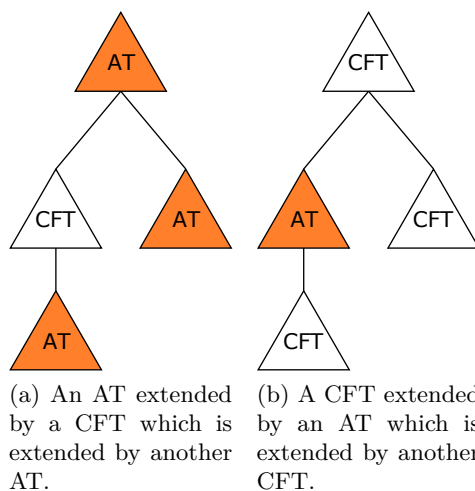 AT
CFT
AT
AT
CFT
AT
CFT
CFT
(a) An AT extended
by a CFT which is
extended by another
AT.
(b) A CFT extended
by an AT which is
extended by another
CFT.